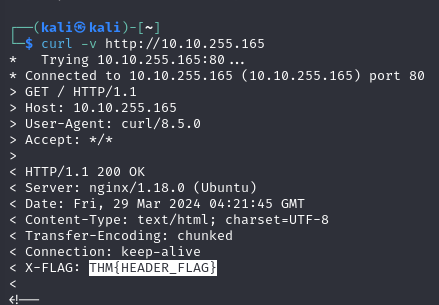 ┌──(kali㉿kali)-[~]
└─$ curl -v http://10.10.255.165
*   Trying 10.10.255.165:80...
* Connected to 10.10.255.165 (10.10.255.165) port 80
> GET / HTTP/1.1
> Host: 10.10.255.165
> User-Agent: curl/8.5.0
> Accept: */*
>
< HTTP/1.1 200 OK
< Server: nginx/1.18.0 (Ubuntu)
< Date: Fri, 29 Mar 2024 04:21:45 GMT
< Content-Type: text/html; charset=UTF-8
< Transfer-Encoding: chunked
< Connection: keep-alive
< X-FLAG: THM{HEADER_FLAG}
<
<!--